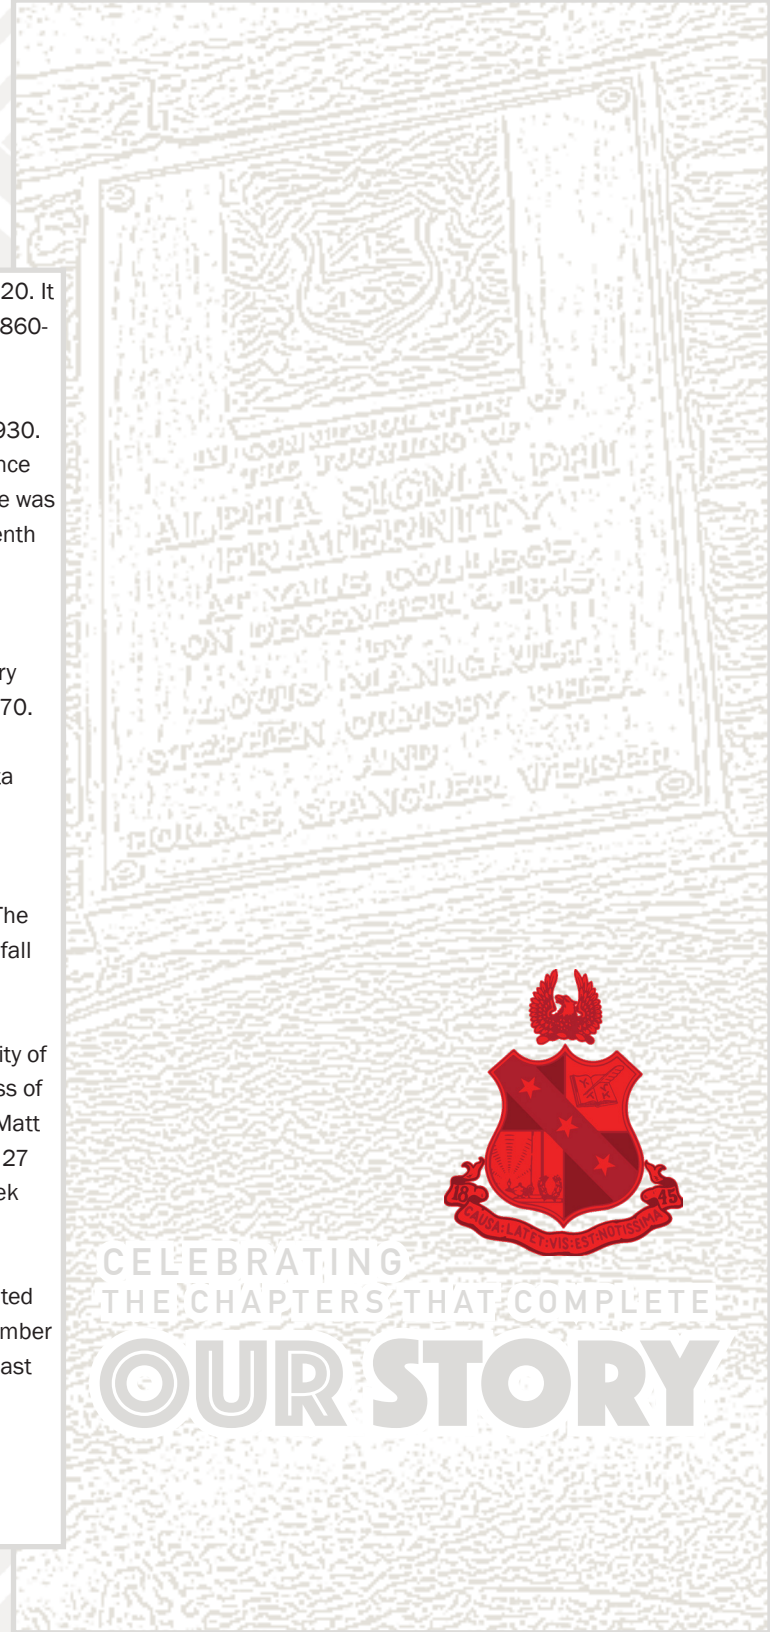 20. It
860-
930.
nce
e was
enth
ry
70.
ta
The
fall
ity of
ss of
Matt
27
ek
ted
mber
ast
IN COMMEMORATION OF
THE FOUNDING OF
ALPHA SIGMA PHI
FRATERNITY
AT YALE COLLEGE
ON DECEMBER 6, 1845
BY
LOUIS MANIGAULT
STEPHEN ORMSBY RHEA
AND
HORACE SPANGLER WEISER
18 45
CAUSA:LATET:VIS:EST:NOTISSIMA
CELEBRATING
THE CHAPTERS THAT COMPLETE
OUR STORY